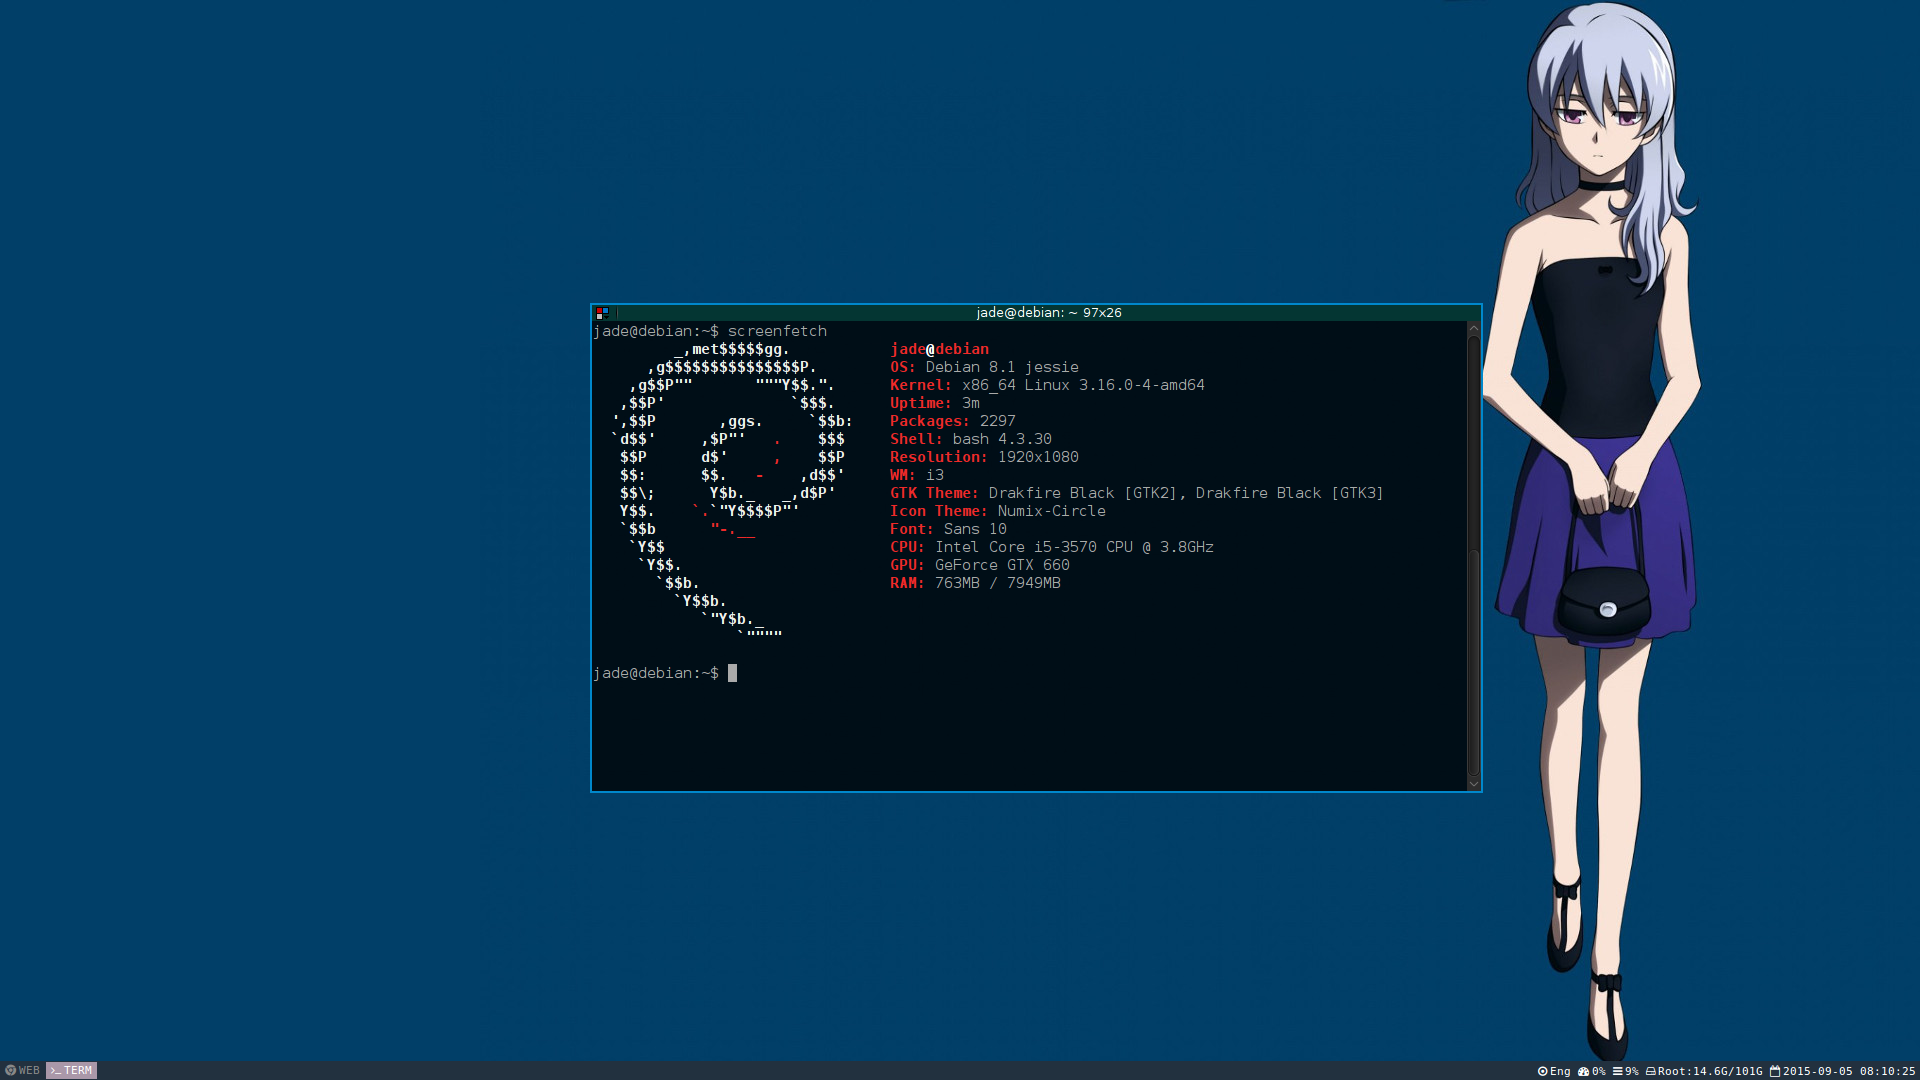 jade@debian: ~ 97x26
jade@debian:~$ screenfetch
         _,met$$$$$gg.           jade@debian
      ,g$$$$$$$$$$$$$$$P.        OS: Debian 8.1 jessie
    ,g$$P""       """Y$$.".      Kernel: x86_64 Linux 3.16.0-4-amd64
   ,$$P'              `$$$.      Uptime: 3m
  ',$$P       ,ggs.     `$$b:    Packages: 2297
  `d$$'     ,$P"'   .    $$$     Shell: bash 4.3.30
   $$P      d$'     ,    $$P     Resolution: 1920x1080
   $$:      $$.   -    ,d$$'     WM: i3
   $$\;      Y$b._   _,d$P'      GTK Theme: Drakfire Black [GTK2], Drakfire Black [GTK3]
   Y$$.    `.`"Y$$$$P"'          Icon Theme: Numix-Circle
   `$$b      "-.__               Font: Sans 10
    `Y$$                         CPU: Intel Core i5-3570 CPU @ 3.8GHz
     `Y$$.                       GPU: GeForce GTX 660
       `$$b.                     RAM: 763MB / 7949MB
         `Y$$b.
            `"Y$b._
                `""""
jade@debian:~$
WEB >_TERM Eng 0% 9% Root:14.6G/101G 2015-09-05 08:10:25